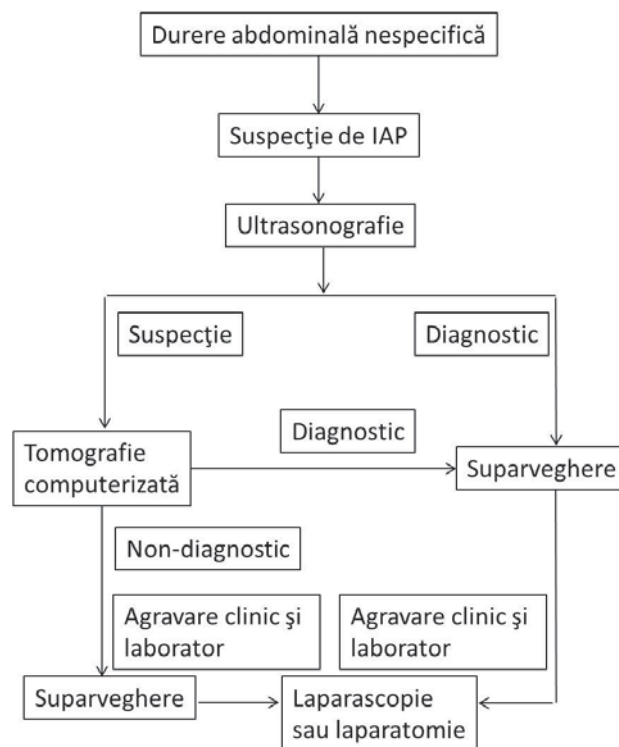 Durere abdominală nespecifică
Suspecţie de IAP
Ultrasonografie
Suspecţie
Diagnostic
Diagnostic
Tomografie
computerizată
Suparveghere
Non-diagnostic
Agravare clinic şi
laborator
Agravare clinic şi
laborator
Suparveghere
Laparascopie
sau laparatomie